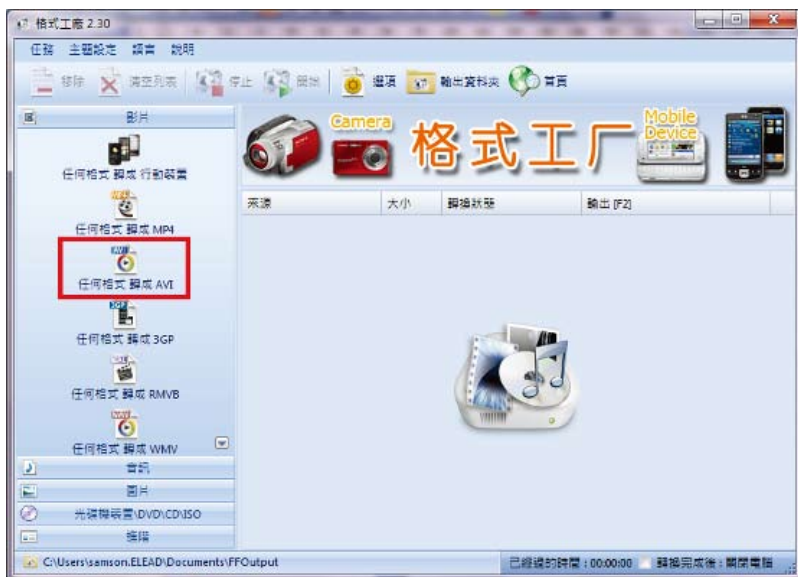 格式工廠 2.30
任務 主題設定 語言 說明
移除 清空列表 停止 開始 選項 輸出資料夾 首頁
影片
Camera
格式工厂
Mobile Device
任何格式 轉成 行動裝置
來源 大小 轉換狀態 輸出 [F2]
任何格式 轉成 MP4
任何格式 轉成 AVI
3GP
任何格式 轉成 3GP
任何格式 轉成 RMVB
任何格式 轉成 WMV
音訊
圖片
光碟機裝置\DVD\CD\ISO
進階
C:\Users\samson.ELEAD\Documents\FFOutput
已經過的時間 : 00:00:00 轉換完成後 : 關閉電腦